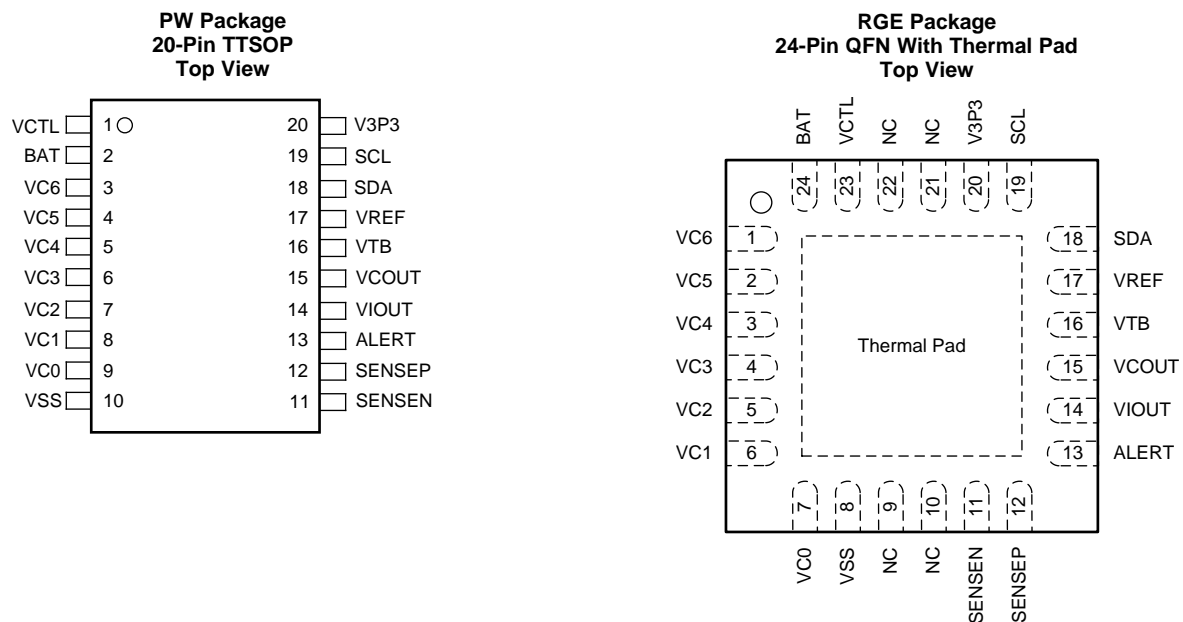 PW Package
20-Pin TTSOP
Top View
VCTL 1 20 V3P3
BAT 2 19 SCL
VC6 3 18 SDA
VC5 4 17 VREF
VC4 5 16 VTB
VC3 6 15 VCOUT
VC2 7 14 VIOUT
VC1 8 13 ALERT
VC0 9 12 SENSEP
VSS 10 11 SENSEN
RGE Package
24-Pin QFN With Thermal Pad
Top View
BAT VCTL NC NC V3P3 SCL
24 23 22 21 20 19
VC6 1 18 SDA
VC5 2 17 VREF
VC4 3 16 VTB
Thermal Pad
VC3 4 15 VCOUT
VC2 5 14 VIOUT
VC1 6 13 ALERT
7 8 9 10 11 12
VC0 VSS NC NC SENSEN SENSEP